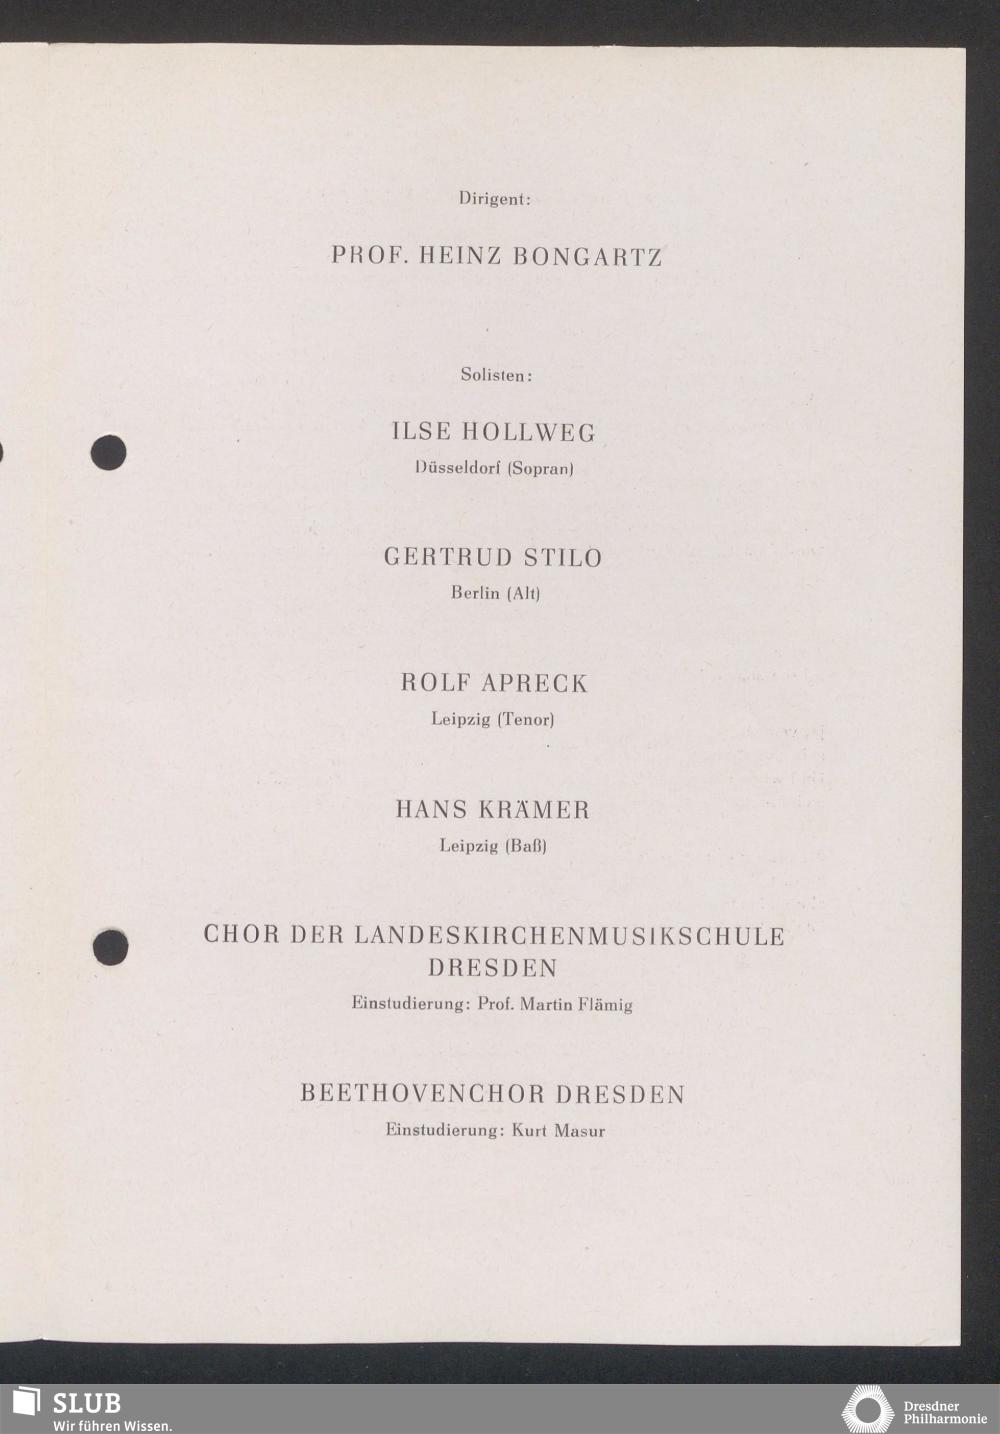 Dirigent:
PROF. HEINZ BONGARTZ
Solisten:
ILSE HOLLWEG
Düsseldorf (Sopran)
GERTRUD STILO
Berlin (Alt)
ROLF APRECK
Leipzig (Tenor)
HANS KRÄMER
Leipzig (Baß)
CHOR DER LANDESKIRCHENMUSIKSCHULE
DRESDEN
Einstudierung: Prof. Martin Flämig
BEETHOVENCHOR DRESDEN
Einstudierung: Kurt Masur
SLUB
Wir führen Wissen.
Dresdner
Philharmonie